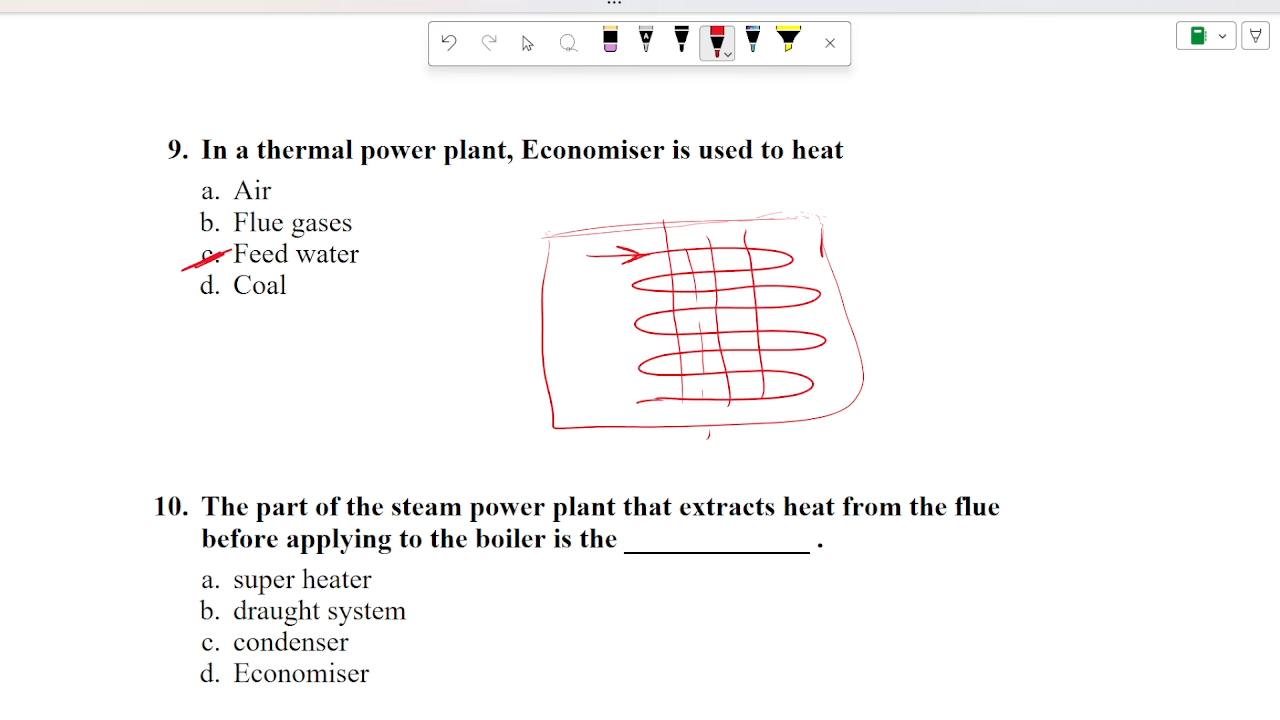 9. In a thermal power plant, Economiser is used to heat
a. Air
b. Flue gases
c. Feed water
d. Coal
10. The part of the steam power plant that extracts heat from the flue
before applying to the boiler is the ____________ .
a. super heater
b. draught system
c. condenser
d. Economiser